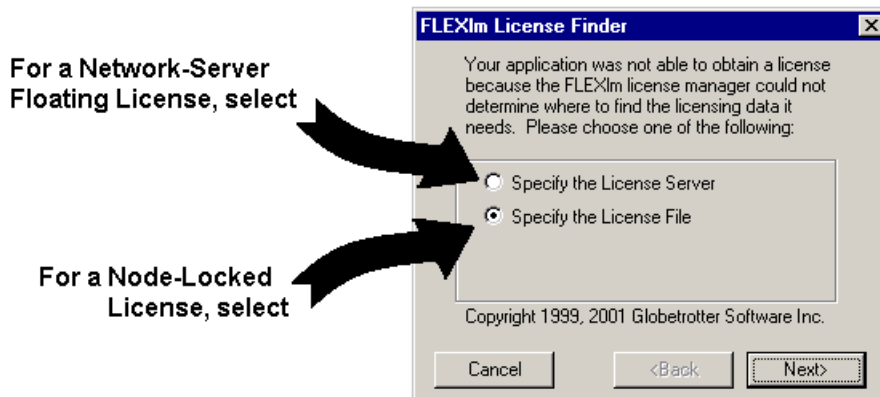 For a Network-Server
Floating License, select
For a Node-Locked
License, select
FLEXlm License Finder
Your application was not able to obtain a license
because the FLEXlm license manager could not
determine where to find the licensing data it
needs.  Please choose one of the following:
Specify the License Server
Specify the License File
Copyright 1999, 2001 Globetrotter Software Inc.
Cancel
<Back
Next>